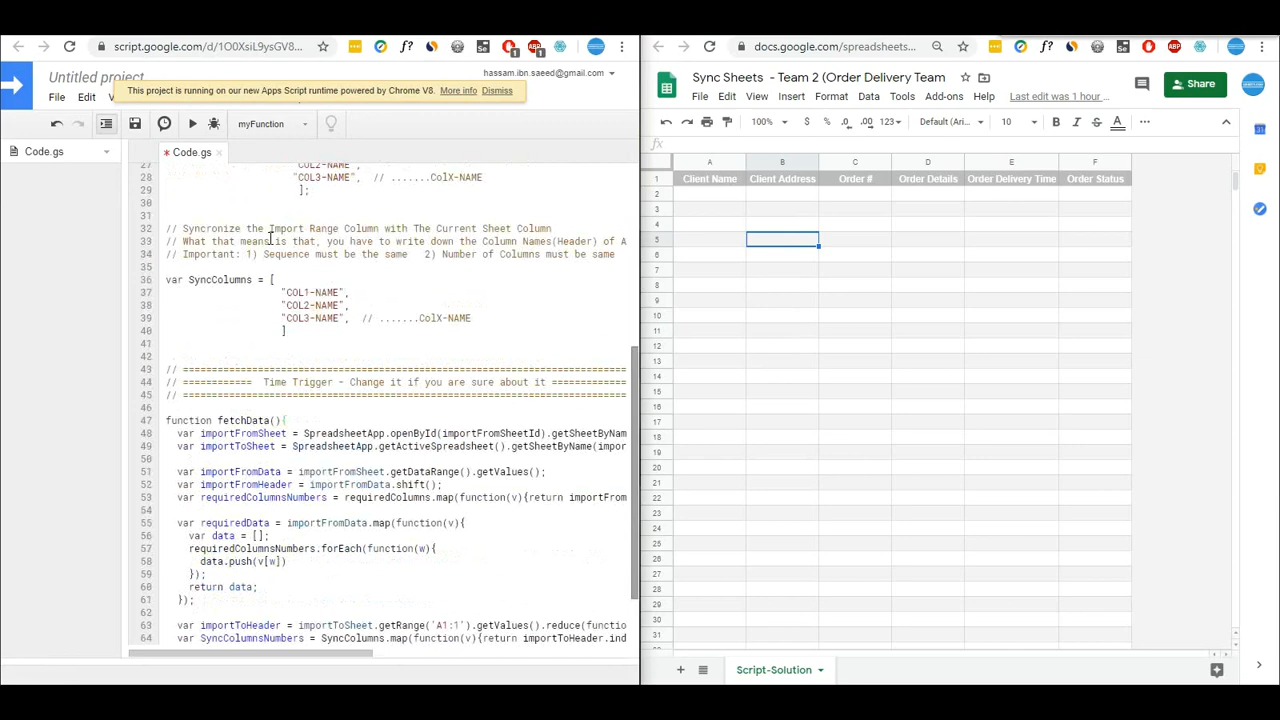 script.google.com/d/1O0XsiL9ysGV8...
docs.google.com/spreadsheets...
Untitled project
hassam.ibn.saeed@gmail.com
This project is running on our new Apps Script runtime powered by Chrome V8. More info Dismiss
File Edit
myFunction
Code.gs
Code.gs
27 "COL2-NAME",
28 "COL3-NAME", // .......ColX-NAME
29 ];
30
31
32 // Syncronize the Import Range Column with The Current Sheet Column
33 // What that means is that, you have to write down the Column Names(Header) of A
34 // Important: 1) Sequence must be the same 2) Number of Columns must be same
35
36 var SyncColumns = [
37 "COL1-NAME",
38 "COL2-NAME",
39 "COL3-NAME", // .......ColX-NAME
40 ]
41
42
43 // ==============================================================================
44 // ============ Time Trigger - Change it if you are sure about it =============
45 // ==============================================================================
46
47 function fetchData(){
48 var importFromSheet = SpreadsheetApp.openById(importFromSheetId).getSheetByNam
49 var importToSheet = SpreadsheetApp.getActiveSpreadsheet().getSheetByName(impor
50
51 var importFromData = importFromSheet.getDataRange().getValues();
52 var importFromHeader = importFromData.shift();
53 var requiredColumnsNumbers = requiredColumns.map(function(v){return importFrom
54
55 var requiredData = importFromData.map(function(v){
56 var data = [];
57 requiredColumnsNumbers.forEach(function(w){
58 data.push(v[w])
59 });
60 return data;
61 });
62
63 var importToHeader = importToSheet.getRange('A1:1').getValues().reduce(functio
64 var SyncColumnsNumbers = SyncColumns.map(function(v){return importToHeader.ind
Sync Sheets - Team 2 (Order Delivery Team
Share
File Edit View Insert Format Data Tools Add-ons Help Last edit was 1 hour ...
100% $ % .0 .00 123 Default (Ari... 10 B I S A
fx
A B C D E F
1 Client Name Client Address Order # Order Details Order Delivery Time Order Status
2
3
4
5
6
7
8
9
10
11
12
13
14
15
16
17
18
19
20
21
22
23
24
25
26
27
28
29
30
31
Script-Solution